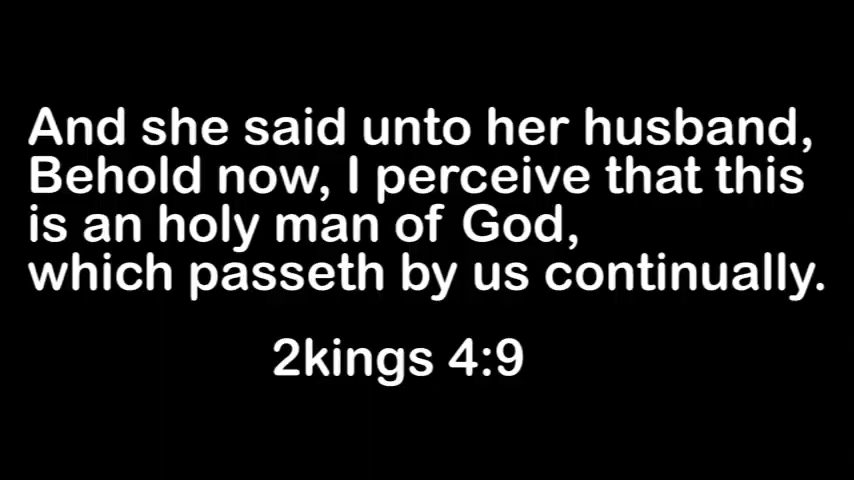 And she said unto her husband,
Behold now, I perceive that this
is an holy man of God,
which passeth by us continually.
2kings 4:9